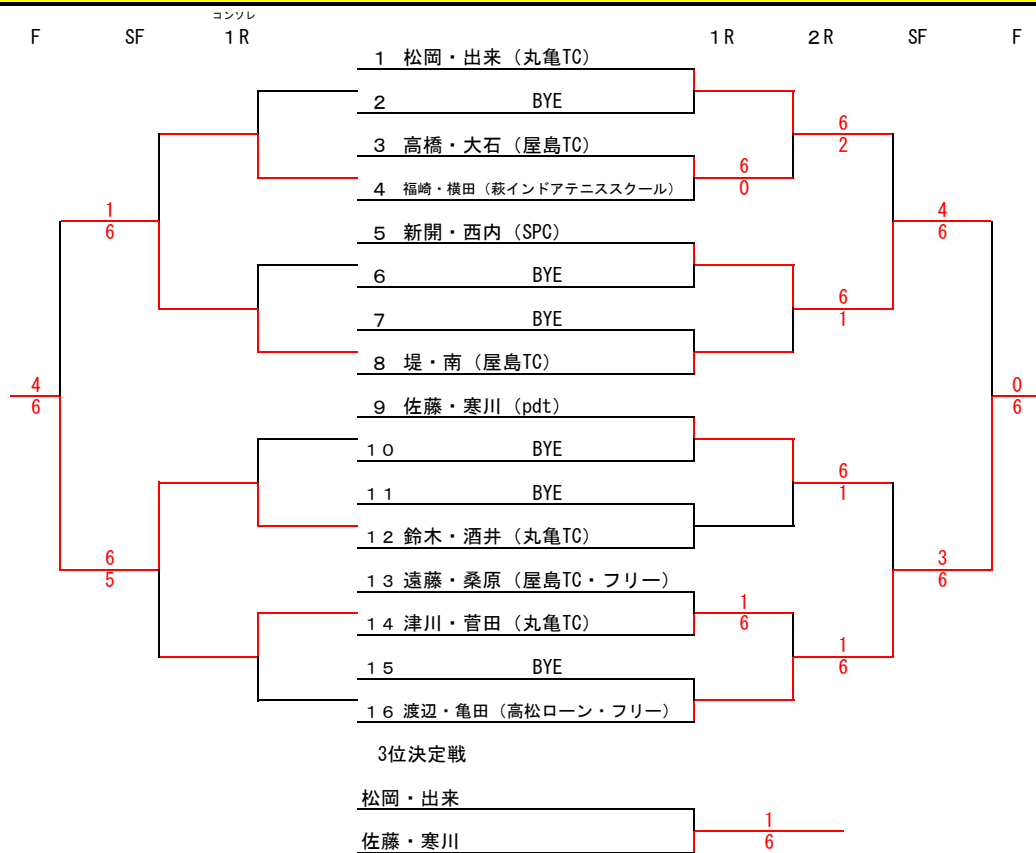 コンソレ
F SF 1R 1R 2R SF F
1 松岡・出来（丸亀TC）
2 BYE
6
2
3 高橋・大石（屋島TC）
6
0
4 福崎・横田（萩インドアテニススクール）
1
6
4
6
5 新開・西内（SPC）
6 BYE
6
1
7 BYE
8 堤・南（屋島TC）
4
6
0
6
9 佐藤・寒川（pdt）
10 BYE
6
1
11 BYE
12 鈴木・酒井（丸亀TC）
6
5
3
6
13 遠藤・桑原（屋島TC・フリー）
1
6
14 津川・菅田（丸亀TC）
1
6
15 BYE
16 渡辺・亀田（高松ローン・フリー）
3位決定戦
松岡・出来
1
6
佐藤・寒川